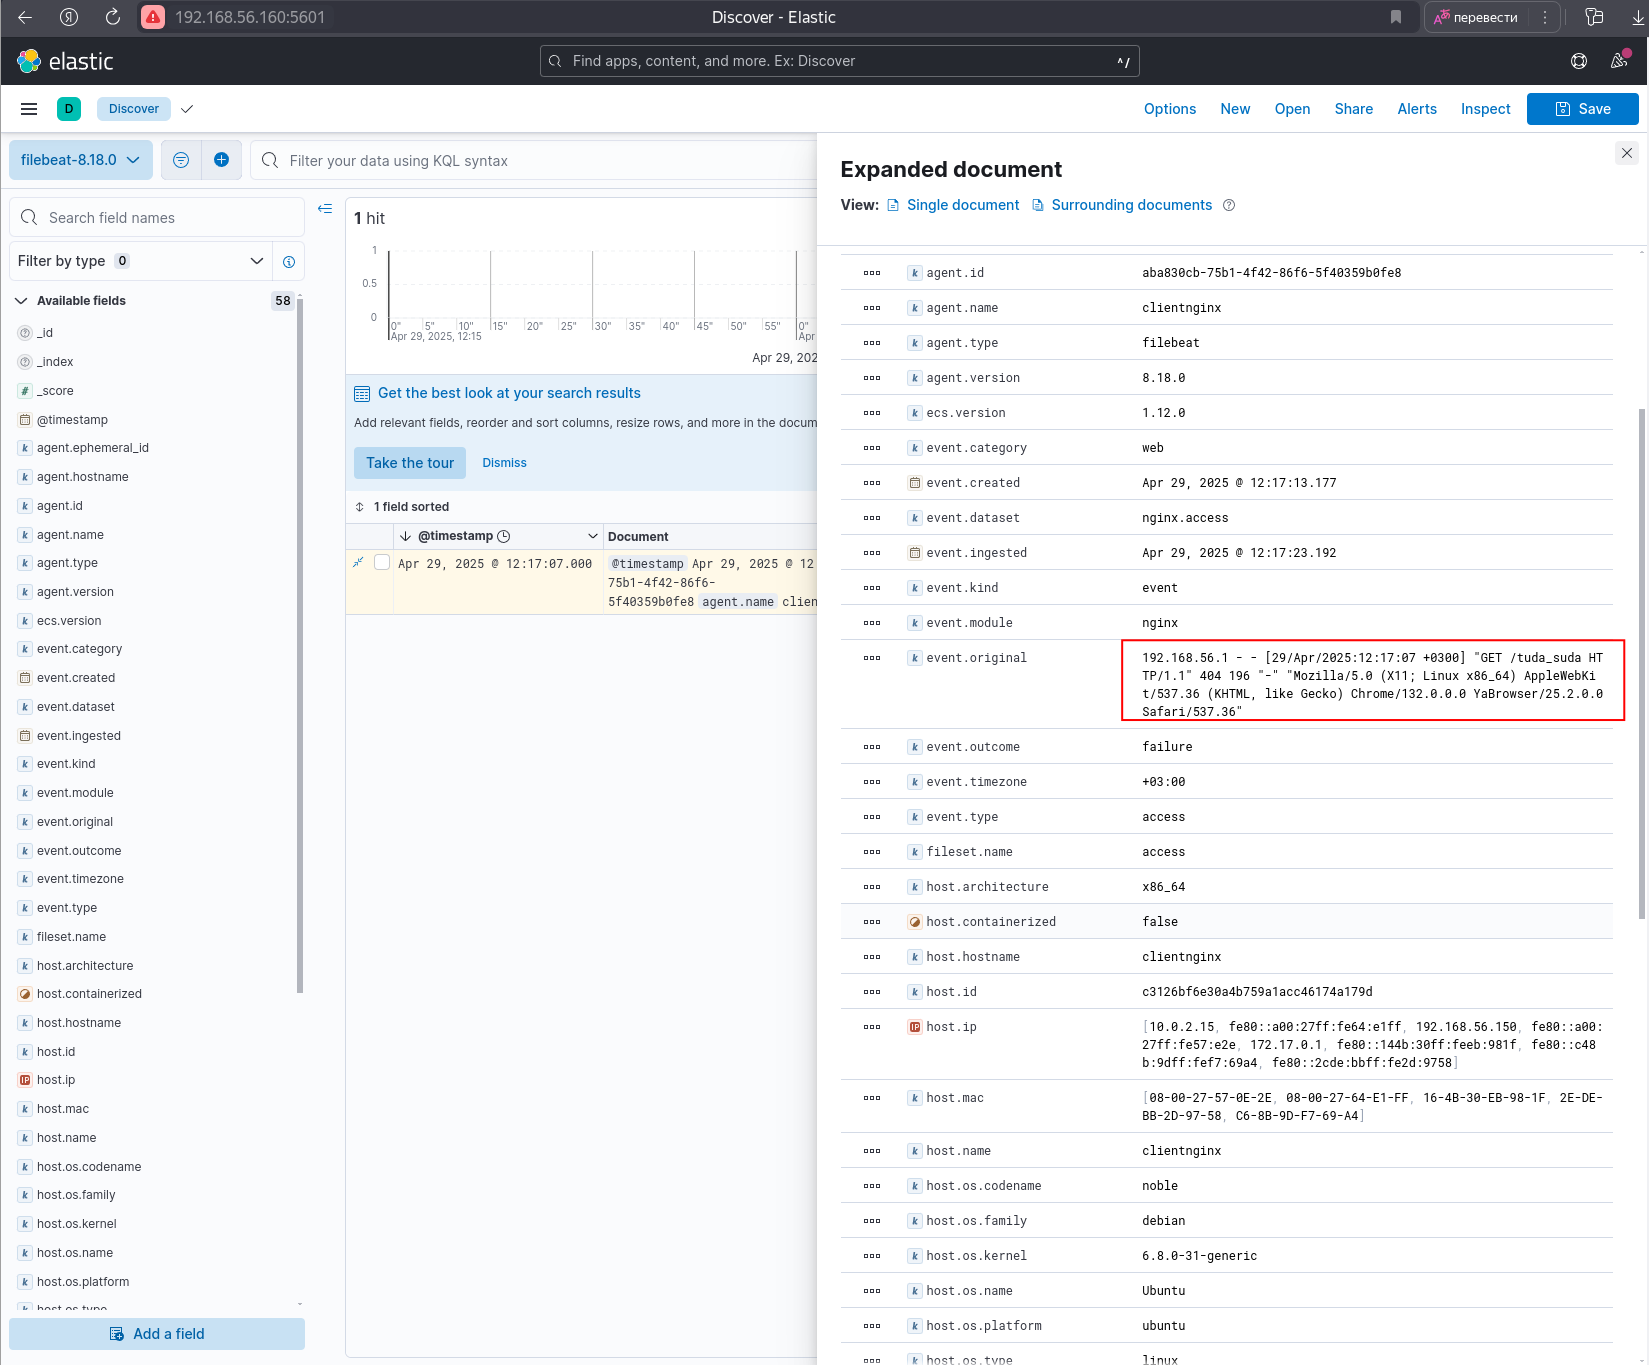 192.168.56.160:5601
Discover - Elastic
перевести
elastic
Find apps, content, and more. Ex: Discover
^/
D
Discover
Options
New
Open
Share
Alerts
Inspect
Save
filebeat-8.18.0
Filter your data using KQL syntax
Search field names
Filter by type 0
Available fields
58
_id
_index
_score
@timestamp
agent.ephemeral_id
agent.hostname
agent.id
agent.name
agent.type
agent.version
ecs.version
event.category
event.created
event.dataset
event.ingested
event.kind
event.module
event.original
event.outcome
event.timezone
event.type
fileset.name
host.architecture
host.containerized
host.hostname
host.id
host.ip
host.mac
host.name
host.os.codename
host.os.family
host.os.kernel
host.os.name
host.os.platform
host.os.type
Add a field
1 hit
1
0.5
0
0" 5" 10" 15" 20" 25" 30" 35" 40" 45" 50" 55" 0"
Apr 29, 2025, 12:15
Apr
Apr 29, 202
Get the best look at your search results
Add relevant fields, reorder and sort columns, resize rows, and more in the docum
Take the tour
Dismiss
1 field sorted
@timestamp
Document
Apr 29, 2025 @ 12:17:07.000
@timestamp Apr 29, 2025 @ 12
75b1-4f42-86f6-
5f40359b0fe8 agent.name clien
Expanded document
View: Single document Surrounding documents
agent.id aba830cb-75b1-4f42-86f6-5f40359b0fe8
agent.name clientnginx
agent.type filebeat
agent.version 8.18.0
ecs.version 1.12.0
event.category web
event.created Apr 29, 2025 @ 12:17:13.177
event.dataset nginx.access
event.ingested Apr 29, 2025 @ 12:17:23.192
event.kind event
event.module nginx
event.original 192.168.56.1 - - [29/Apr/2025:12:17:07 +0300] "GET /tuda_suda HT
TP/1.1" 404 196 "-" "Mozilla/5.0 (X11; Linux x86_64) AppleWebKi
t/537.36 (KHTML, like Gecko) Chrome/132.0.0.0 YaBrowser/25.2.0.0
Safari/537.36"
event.outcome failure
event.timezone +03:00
event.type access
fileset.name access
host.architecture x86_64
host.containerized false
host.hostname clientnginx
host.id c3126bf6e30a4b759a1acc46174a179d
host.ip [10.0.2.15, fe80::a00:27ff:fe64:e1ff, 192.168.56.150, fe80::a00:
27ff:fe57:e2e, 172.17.0.1, fe80::144b:30ff:feeb:981f, fe80::c48
b:9dff:fef7:69a4, fe80::2cde:bbff:fe2d:9758]
host.mac [08-00-27-57-0E-2E, 08-00-27-64-E1-FF, 16-4B-30-EB-98-1F, 2E-DE-
BB-2D-97-58, C6-8B-9D-F7-69-A4]
host.name clientnginx
host.os.codename noble
host.os.family debian
host.os.kernel 6.8.0-31-generic
host.os.name Ubuntu
host.os.platform ubuntu
host.os.type linux